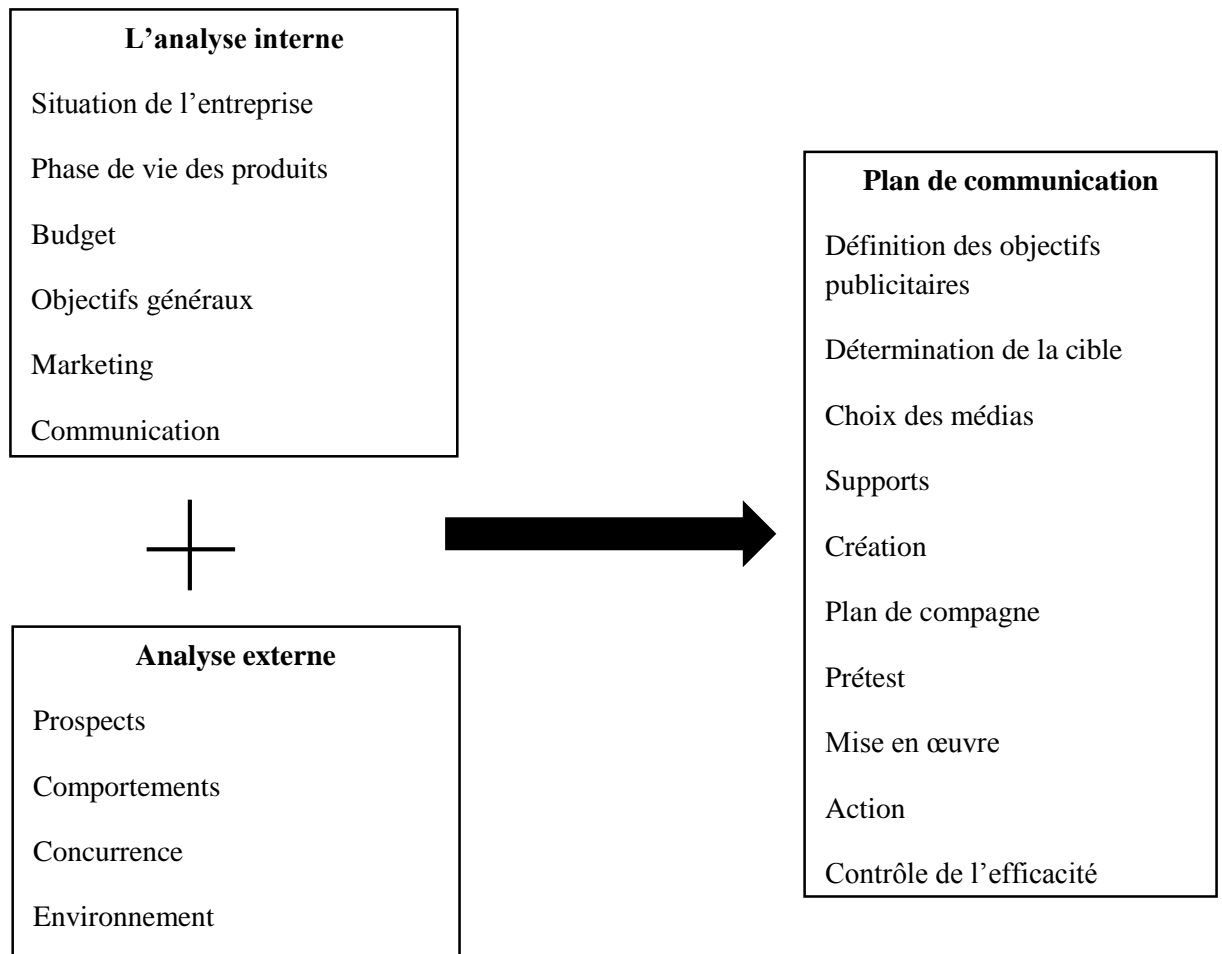 L’analyse interne
Situation de l’entreprise
Phase de vie des produits
Budget
Objectifs généraux
Marketing
Communication
Analyse externe
Prospects
Comportements
Concurrence
Environnement
Plan de communication
Définition des objectifs
publicitaires
Détermination de la cible
Choix des médias
Supports
Création
Plan de compagne
Prétest
Mise en œuvre
Action
Contrôle de l’efficacité